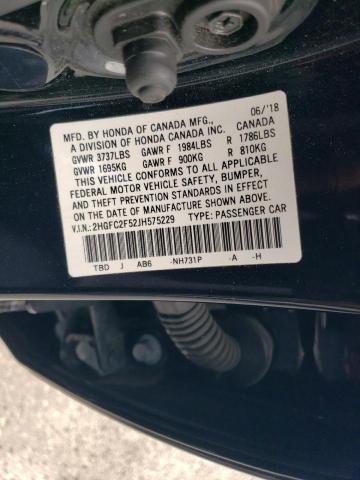 MFD. BY HONDA OF CANADA MFG., 06/'18
A DIVISION OF HONDA CANADA INC. CANADA
GVWR 3737LBS GAWR F 1984LBS R 1786LBS
GVWR 1695KG GAWR F 900KG R 810KG
THIS VEHICLE CONFORMS TO ALL APPLICABLE
FEDERAL MOTOR VEHICLE SAFETY, BUMPER,
AND THEFT PREVENTION STANDARDS IN EFFECT
ON THE DATE OF MANUFACTURE SHOWN ABOVE.
V.I.N.: 2HGFC2F52JH575229 TYPE: PASSENGER CAR
TBD J AB6 -NH731P -A -H